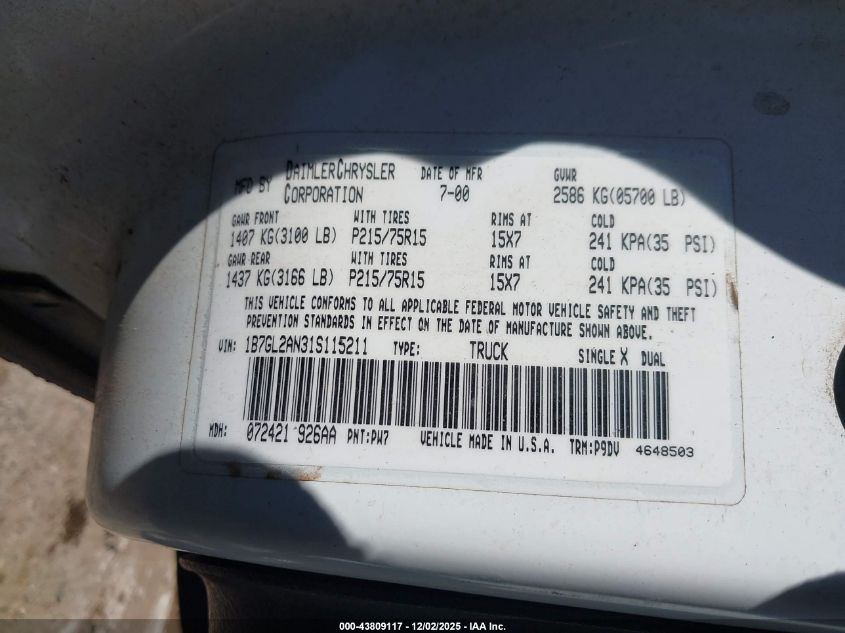 MFD BY DAIMLERCHRYSLER CORPORATION DATE OF MFR 7-00 GVWR 2586 KG(05700 LB)
GAWR FRONT WITH TIRES RIMS AT COLD
1407 KG(3100 LB) P215/75R15 15X7 241 KPA(35 PSI)
GAWR REAR WITH TIRES RIMS AT COLD
1437 KG(3166 LB) P215/75R15 15X7 241 KPA(35 PSI)
THIS VEHICLE CONFORMS TO ALL APPLICABLE FEDERAL MOTOR VEHICLE SAFETY AND THEFT
PREVENTION STANDARDS IN EFFECT ON THE DATE OF MANUFACTURE SHOWN ABOVE.
VIN: 1B7GL2AN31S115211 TYPE: TRUCK SINGLE X DUAL
MDH: 072421 926AA PNT:PW7 VEHICLE MADE IN U.S.A. TRM:P9DV 4648503
000-43809117 - 12/02/2025 - IAA Inc.